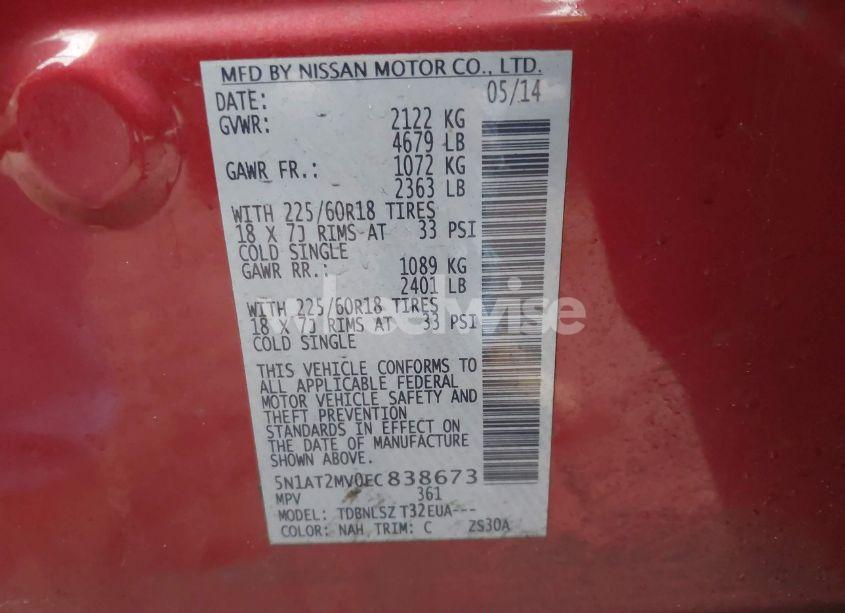 MFD BY NISSAN MOTOR CO., LTD.
DATE: 05/14
GVWR: 2122 KG
4679 LB
GAWR FR.: 1072 KG
2363 LB
WITH 225/60R18 TIRES
18 X 7J RIMS AT 33 PSI
COLD SINGLE
GAWR RR.: 1089 KG
2401 LB
WITH 225/60R18 TIRES
18 X 7J RIMS AT 33 PSI
COLD SINGLE
wheelwise
THIS VEHICLE CONFORMS TO
ALL APPLICABLE FEDERAL
MOTOR VEHICLE SAFETY AND
THEFT PREVENTION
STANDARDS IN EFFECT ON
THE DATE OF MANUFACTURE
SHOWN ABOVE.
5N1AT2MV0EC838673
MPV 361
MODEL: TDBNLSZ T32EUA---
COLOR: NAH TRIM: C ZS30A